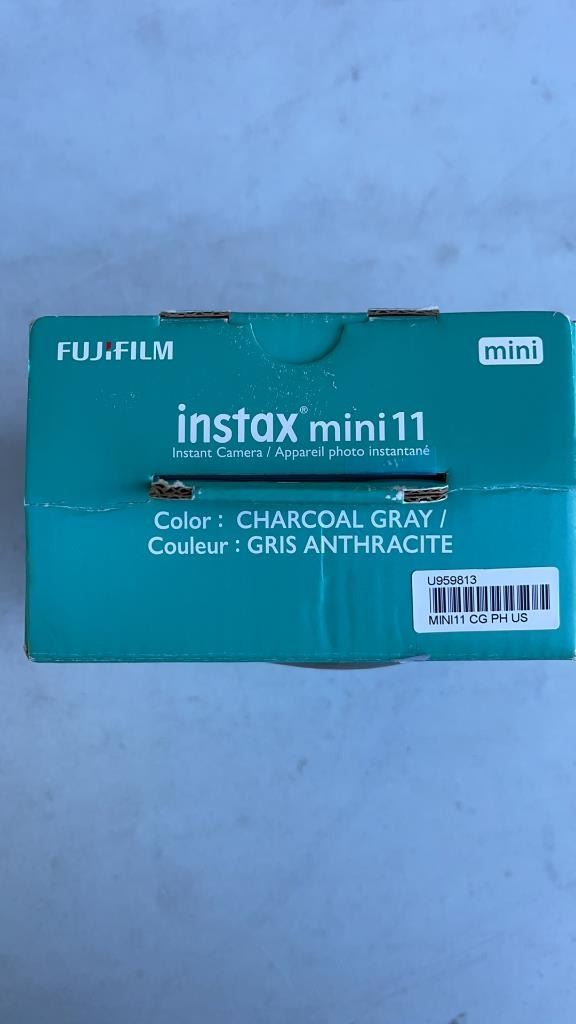 FUJIFILM
mini
instax® mini 11
Instant Camera / Appareil photo instantané
Color : CHARCOAL GRAY /
Couleur : GRIS ANTHRACITE
U959813
MINI11 CG PH US